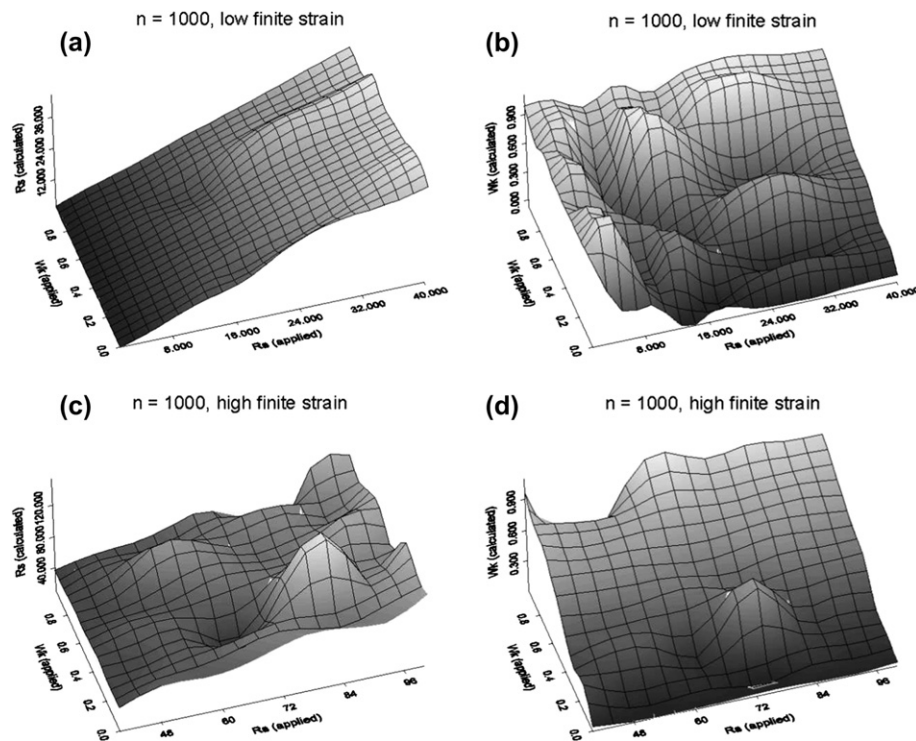 (a)
n = 1000, low finite strain
Rs (calculated)
12.000 24.000 36.000
Wk (applied)
0.0 0.2 0.4 0.6 0.8
8.000 16.000 24.000 32.000 40.000
Rs (applied)
(b)
n = 1000, low finite strain
Wk (calculated)
0.000 0.300 0.600 0.900
Wk (applied)
0.0 0.2 0.4 0.6 0.8
8.000 16.000 24.000 32.000 40.000
Rs (applied)
(c)
n = 1000, high finite strain
Rs (calculated)
40.000 80.000 120.000
Wk (applied)
0.0 0.2 0.4 0.6 0.8
48 60 72 84 96
Rs (applied)
(d)
n = 1000, high finite strain
Wk (calculated)
0.300 0.600 0.900
Wk (applied)
0.0 0.2 0.4 0.6 0.8
48 60 72 84 96
Rs (applied)